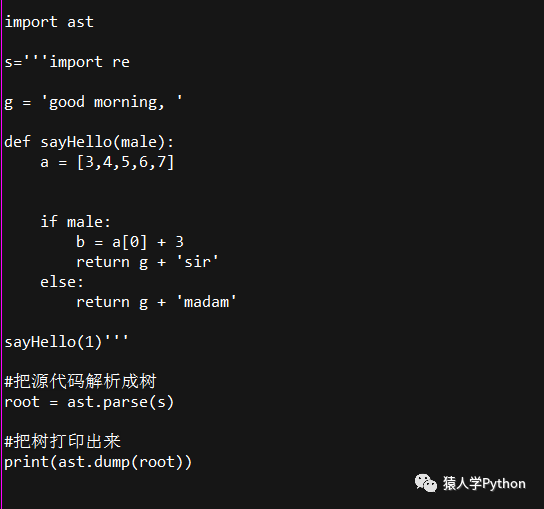 import ast
s='''import re
g = 'good morning, '
def sayHello(male):
    a = [3,4,5,6,7]
    if male:
        b = a[0] + 3
        return g + 'sir'
    else:
        return g + 'madam'
sayHello(1)'''
#把源代码解析成树
root = ast.parse(s)
#把树打印出来
print(ast.dump(root))
猿人学Python